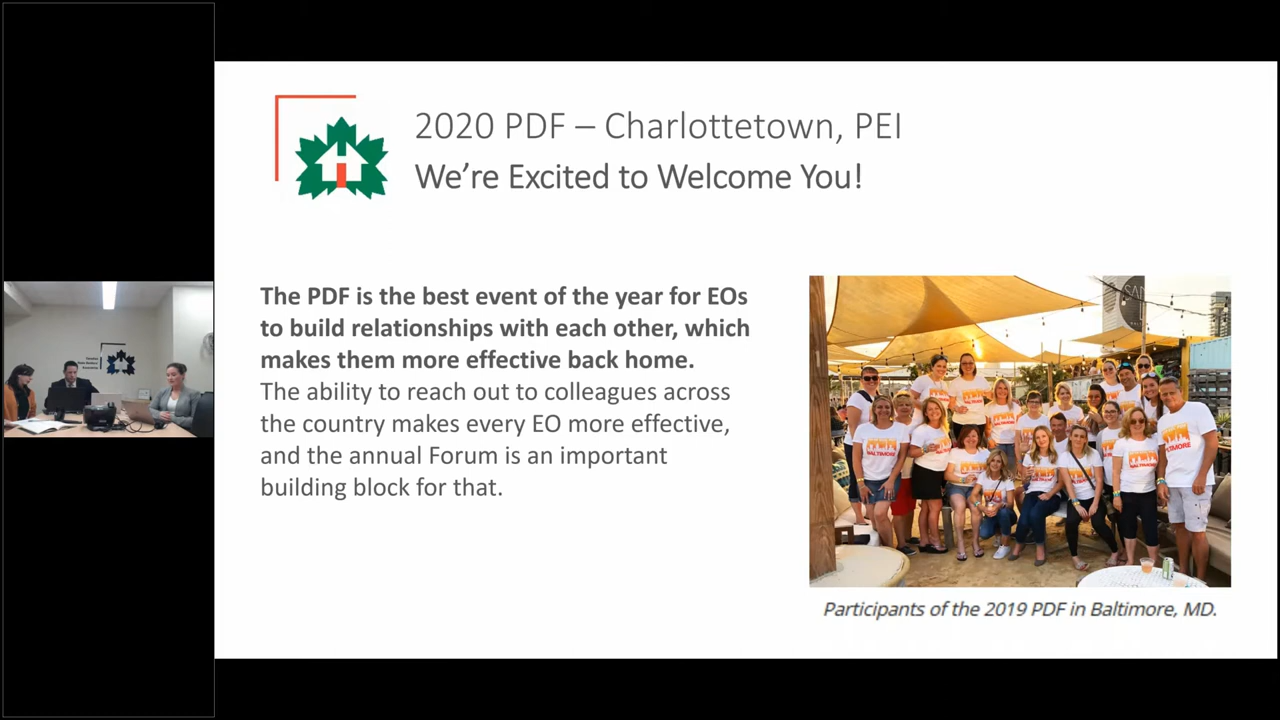 2020 PDF – Charlottetown, PEI
We're Excited to Welcome You!
The PDF is the best event of the year for EOs
to build relationships with each other, which
makes them more effective back home.
The ability to reach out to colleagues across
the country makes every EO more effective,
and the annual Forum is an important
building block for that.
BALTIMORE
Participants of the 2019 PDF in Baltimore, MD.